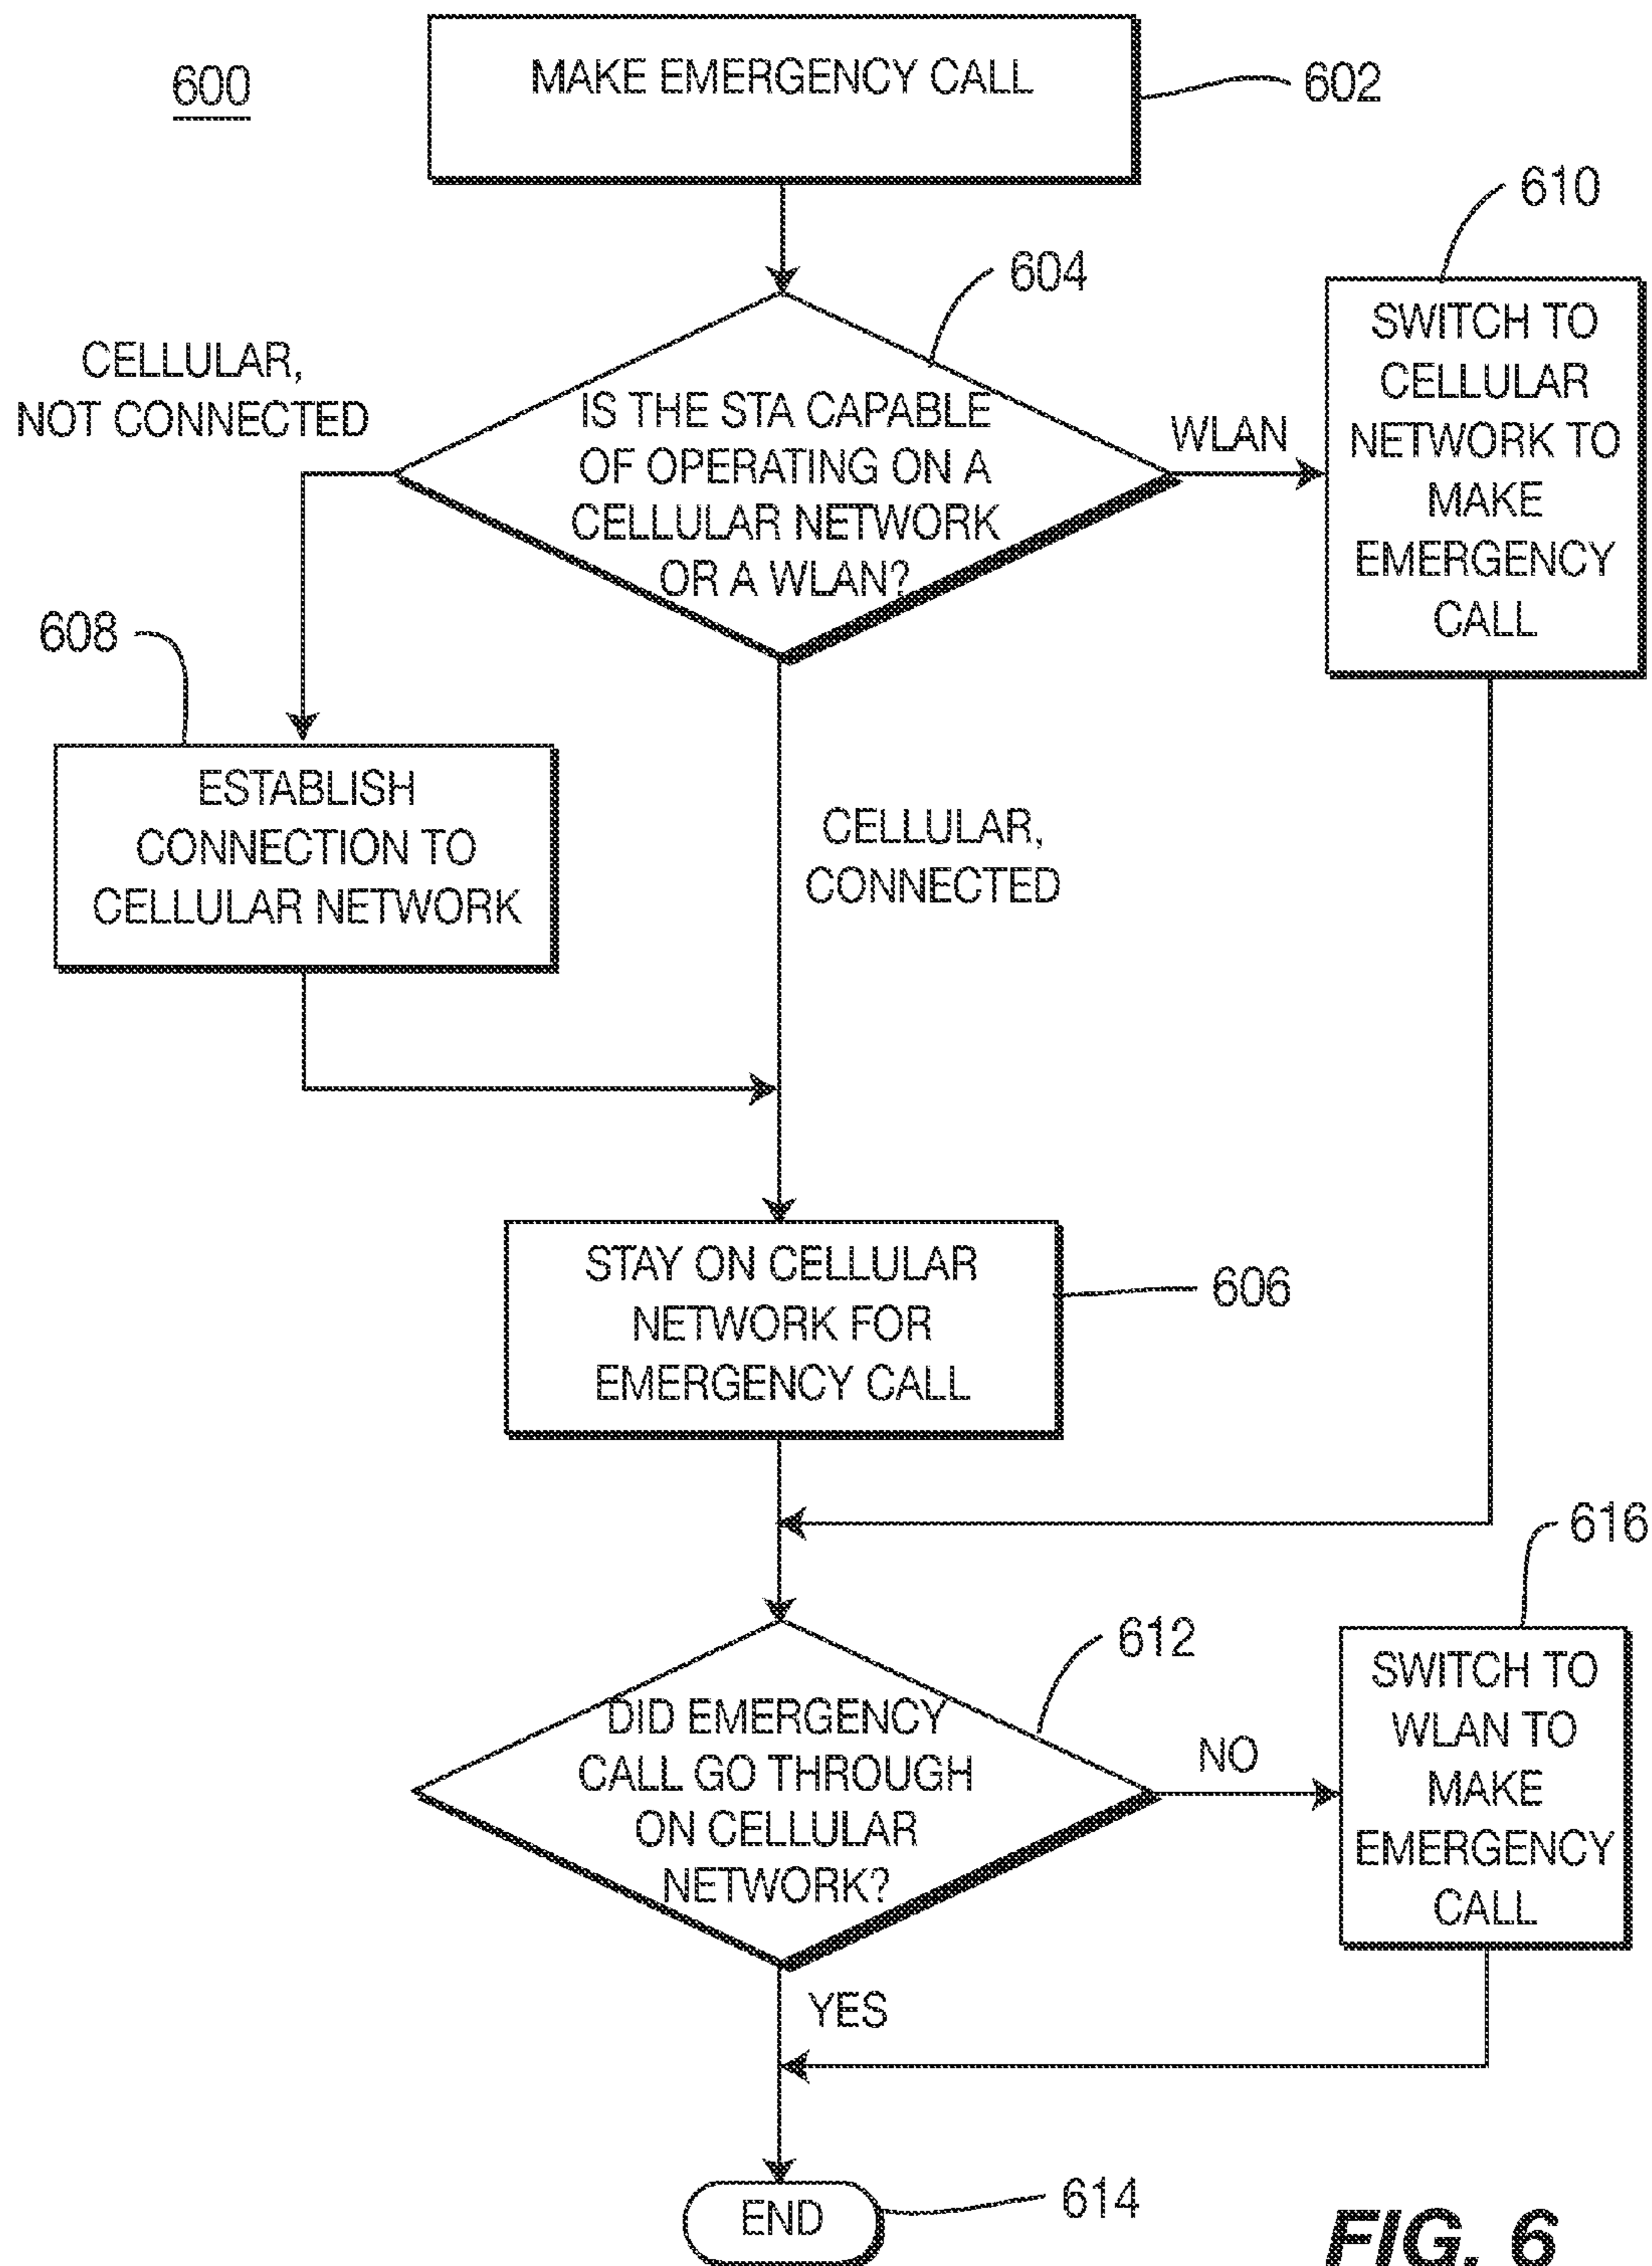 600
MAKE EMERGENCY CALL
602
610
604
SWITCH TO
CELLULAR
NETWORK TO
MAKE
EMERGENCY
CALL
CELLULAR,
NOT CONNECTED
IS THE STA CAPABLE
OF OPERATING ON A
CELLULAR NETWORK
OR A WLAN?
WLAN
608
ESTABLISH
CONNECTION TO
CELLULAR NETWORK
CELLULAR,
CONNECTED
STAY ON CELLULAR
NETWORK FOR
EMERGENCY CALL
606
616
612
DID EMERGENCY
CALL GO THROUGH
ON CELLULAR
NETWORK?
NO
SWITCH TO
WLAN TO
MAKE
EMERGENCY
CALL
YES
END
614
FIG. 6